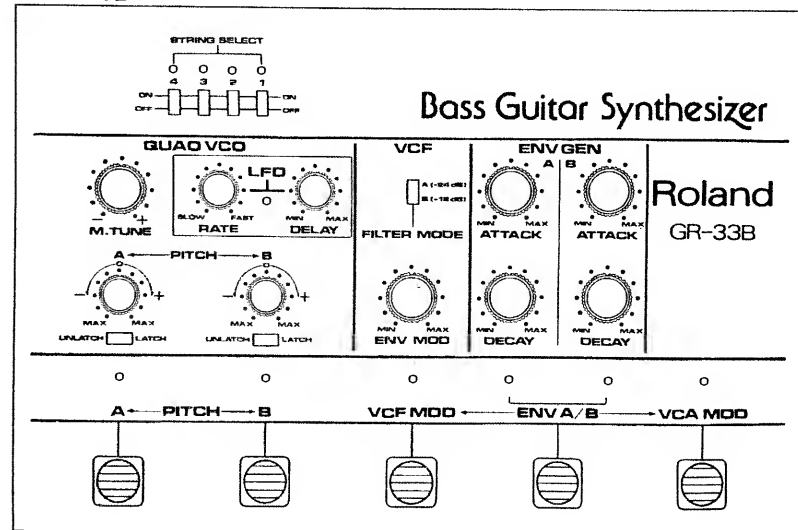 STRING SELECT
4 3 2 1
ON ON
OFF OFF
Bass Guitar Synthesizer
QUAD VCO
LFO
- +
M.TUNE
SLOW FAST
RATE
MIN MAX
DELAY
A PITCH B
- + - +
MAX MAX MAX MAX
UNLATCH LATCH UNLATCH LATCH
VCF
A (-24 dB)
B (-18 dB)
FILTER MODE
ENV MOD
ENV GEN
A B
MIN MAX MIN MAX
ATTACK ATTACK
MIN MAX MIN MAX
DECAY DECAY
Roland
GR-33B
A PITCH B VCF MOD ENV A/B VCA MOD